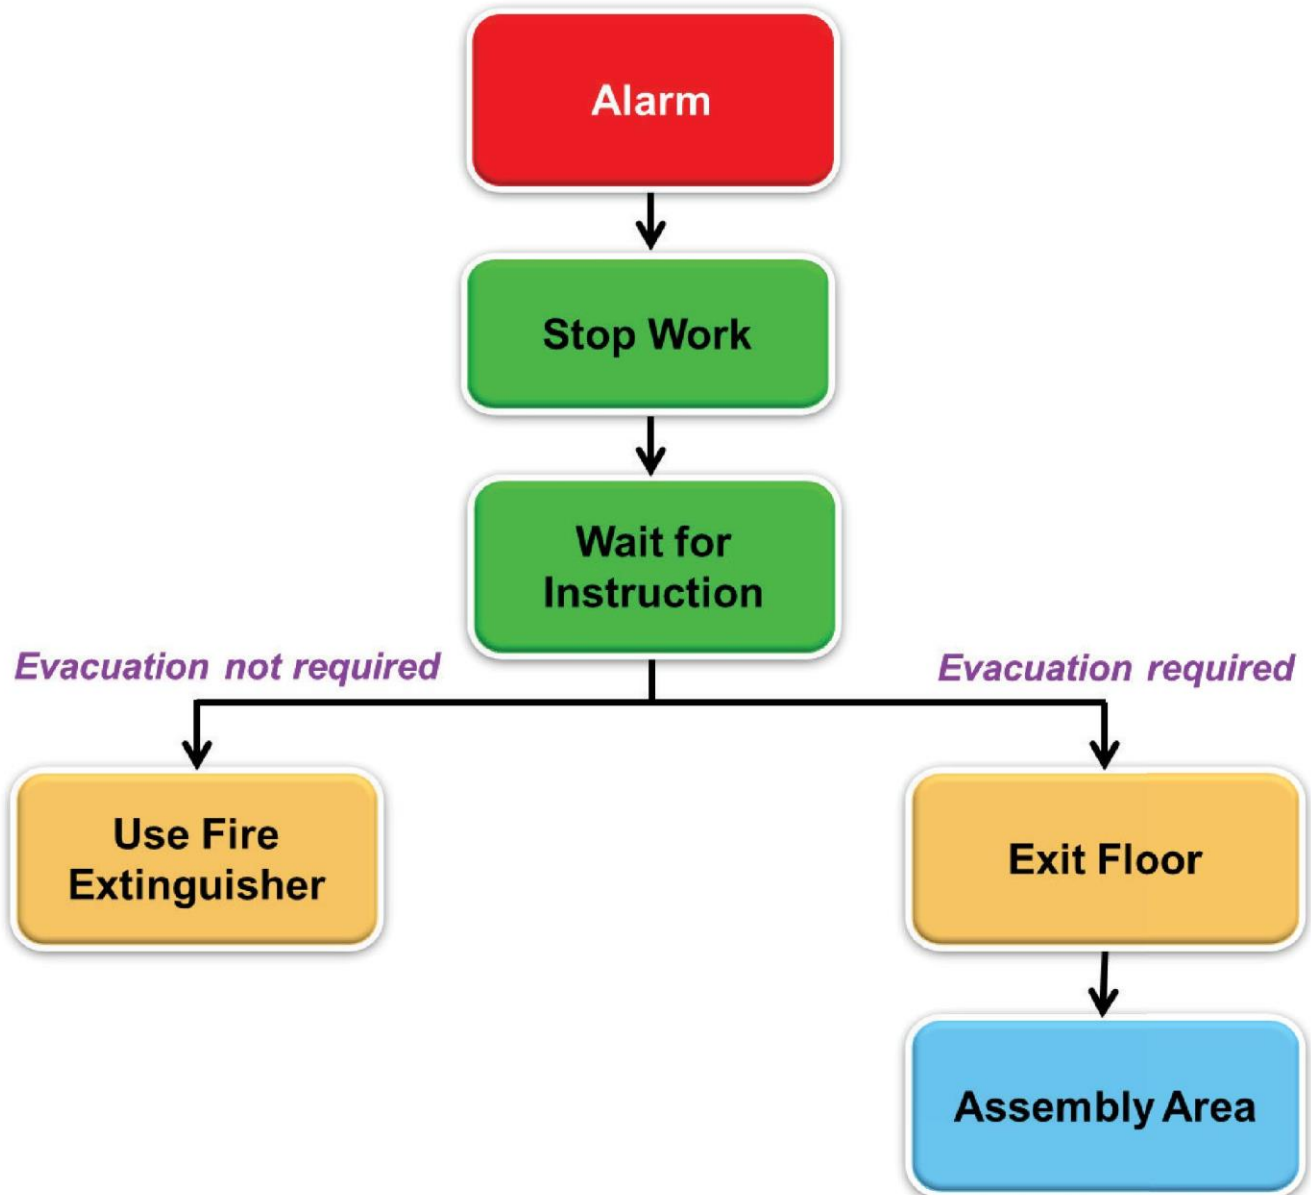 Alarm
Stop Work
Wait for
Instruction
Evacuation not required
Evacuation required
Use Fire
Extinguisher
Exit Floor
Assembly Area